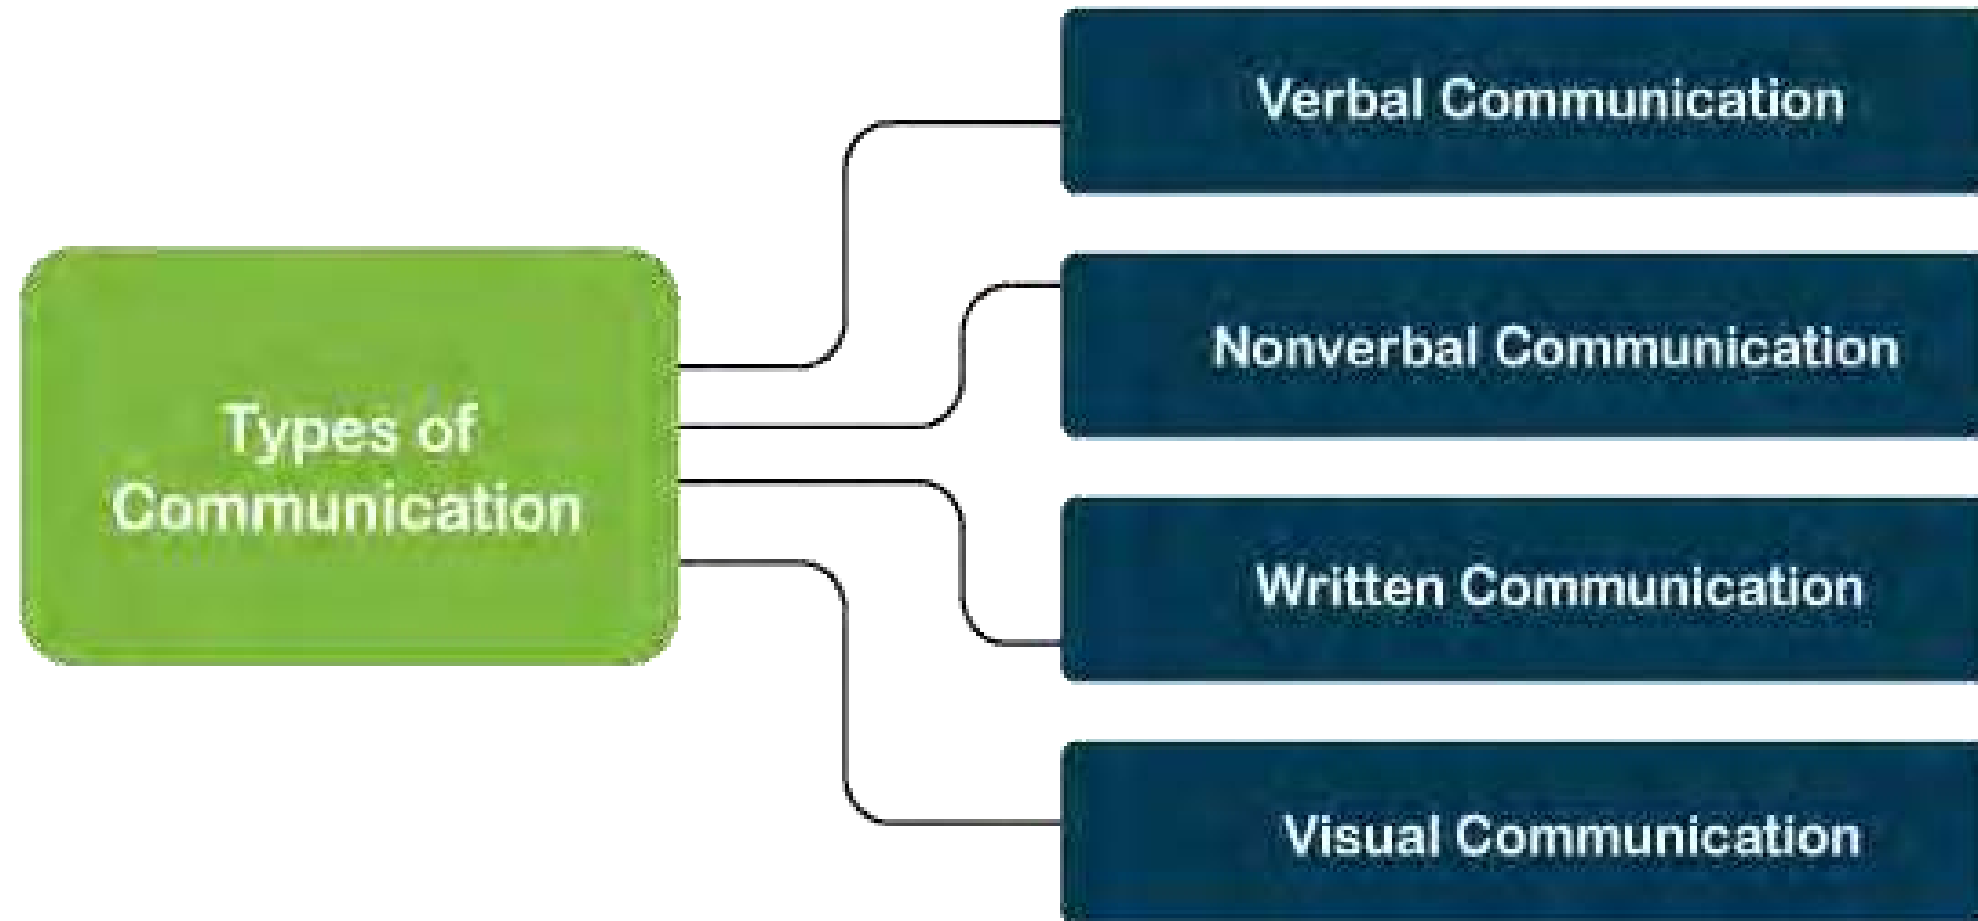 Types of
Communication
Verbal Communication
Nonverbal Communication
Written Communication
Visual Communication